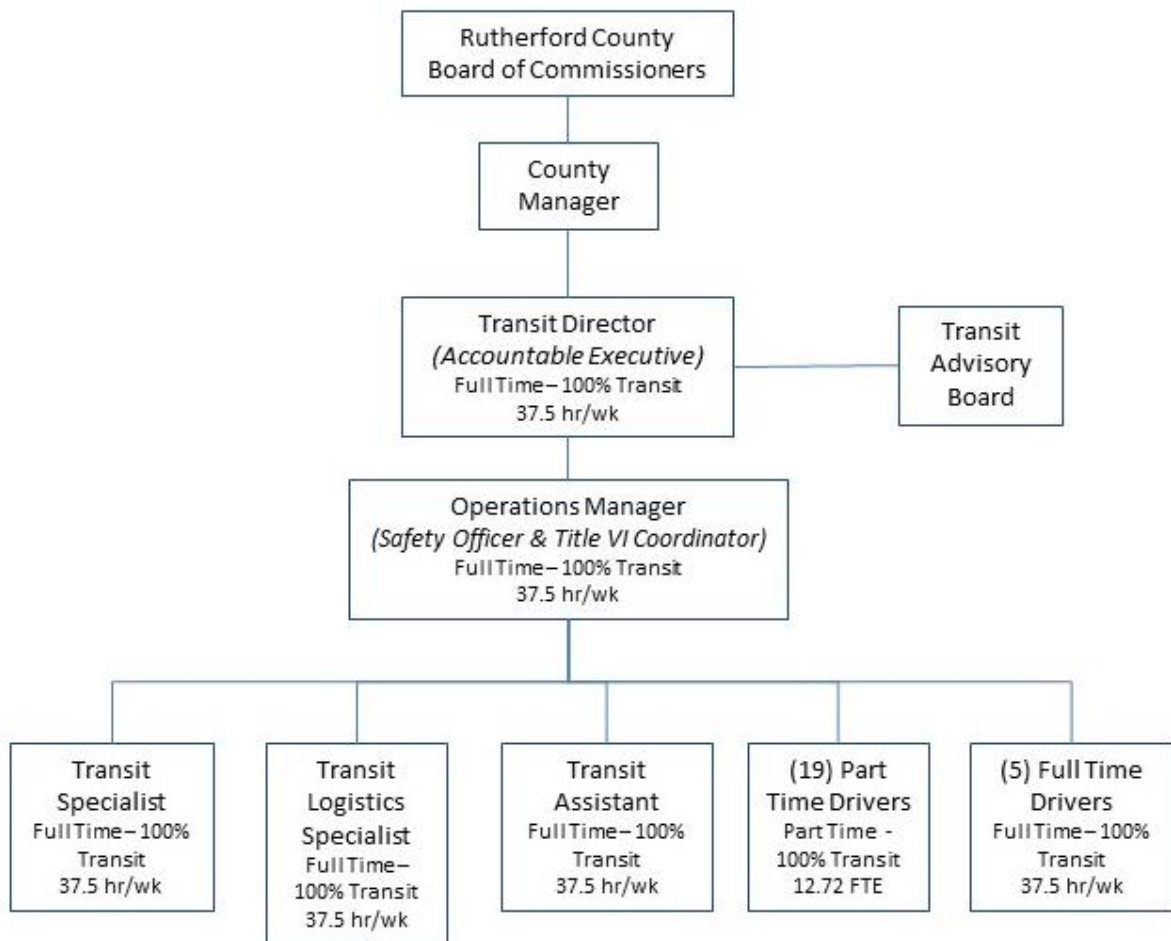 Rutherford County
Board of Commissioners
County
Manager
Transit Director
(Accountable Executive)
Full Time – 100% Transit
37.5 hr/wk
Transit
Advisory
Board
Operations Manager
(Safety Officer & Title VI Coordinator)
Full Time – 100% Transit
37.5 hr/wk
Transit
Specialist
Full Time – 100%
Transit
37.5 hr/wk
Transit
Logistics
Specialist
Full Time –
100% Transit
37.5 hr/wk
Transit
Assistant
Full Time – 100%
Transit
37.5 hr/wk
(19) Part
Time Drivers
Part Time -
100% Transit
12.72 FTE
(5) Full Time
Drivers
Full Time – 100%
Transit
37.5 hr/wk